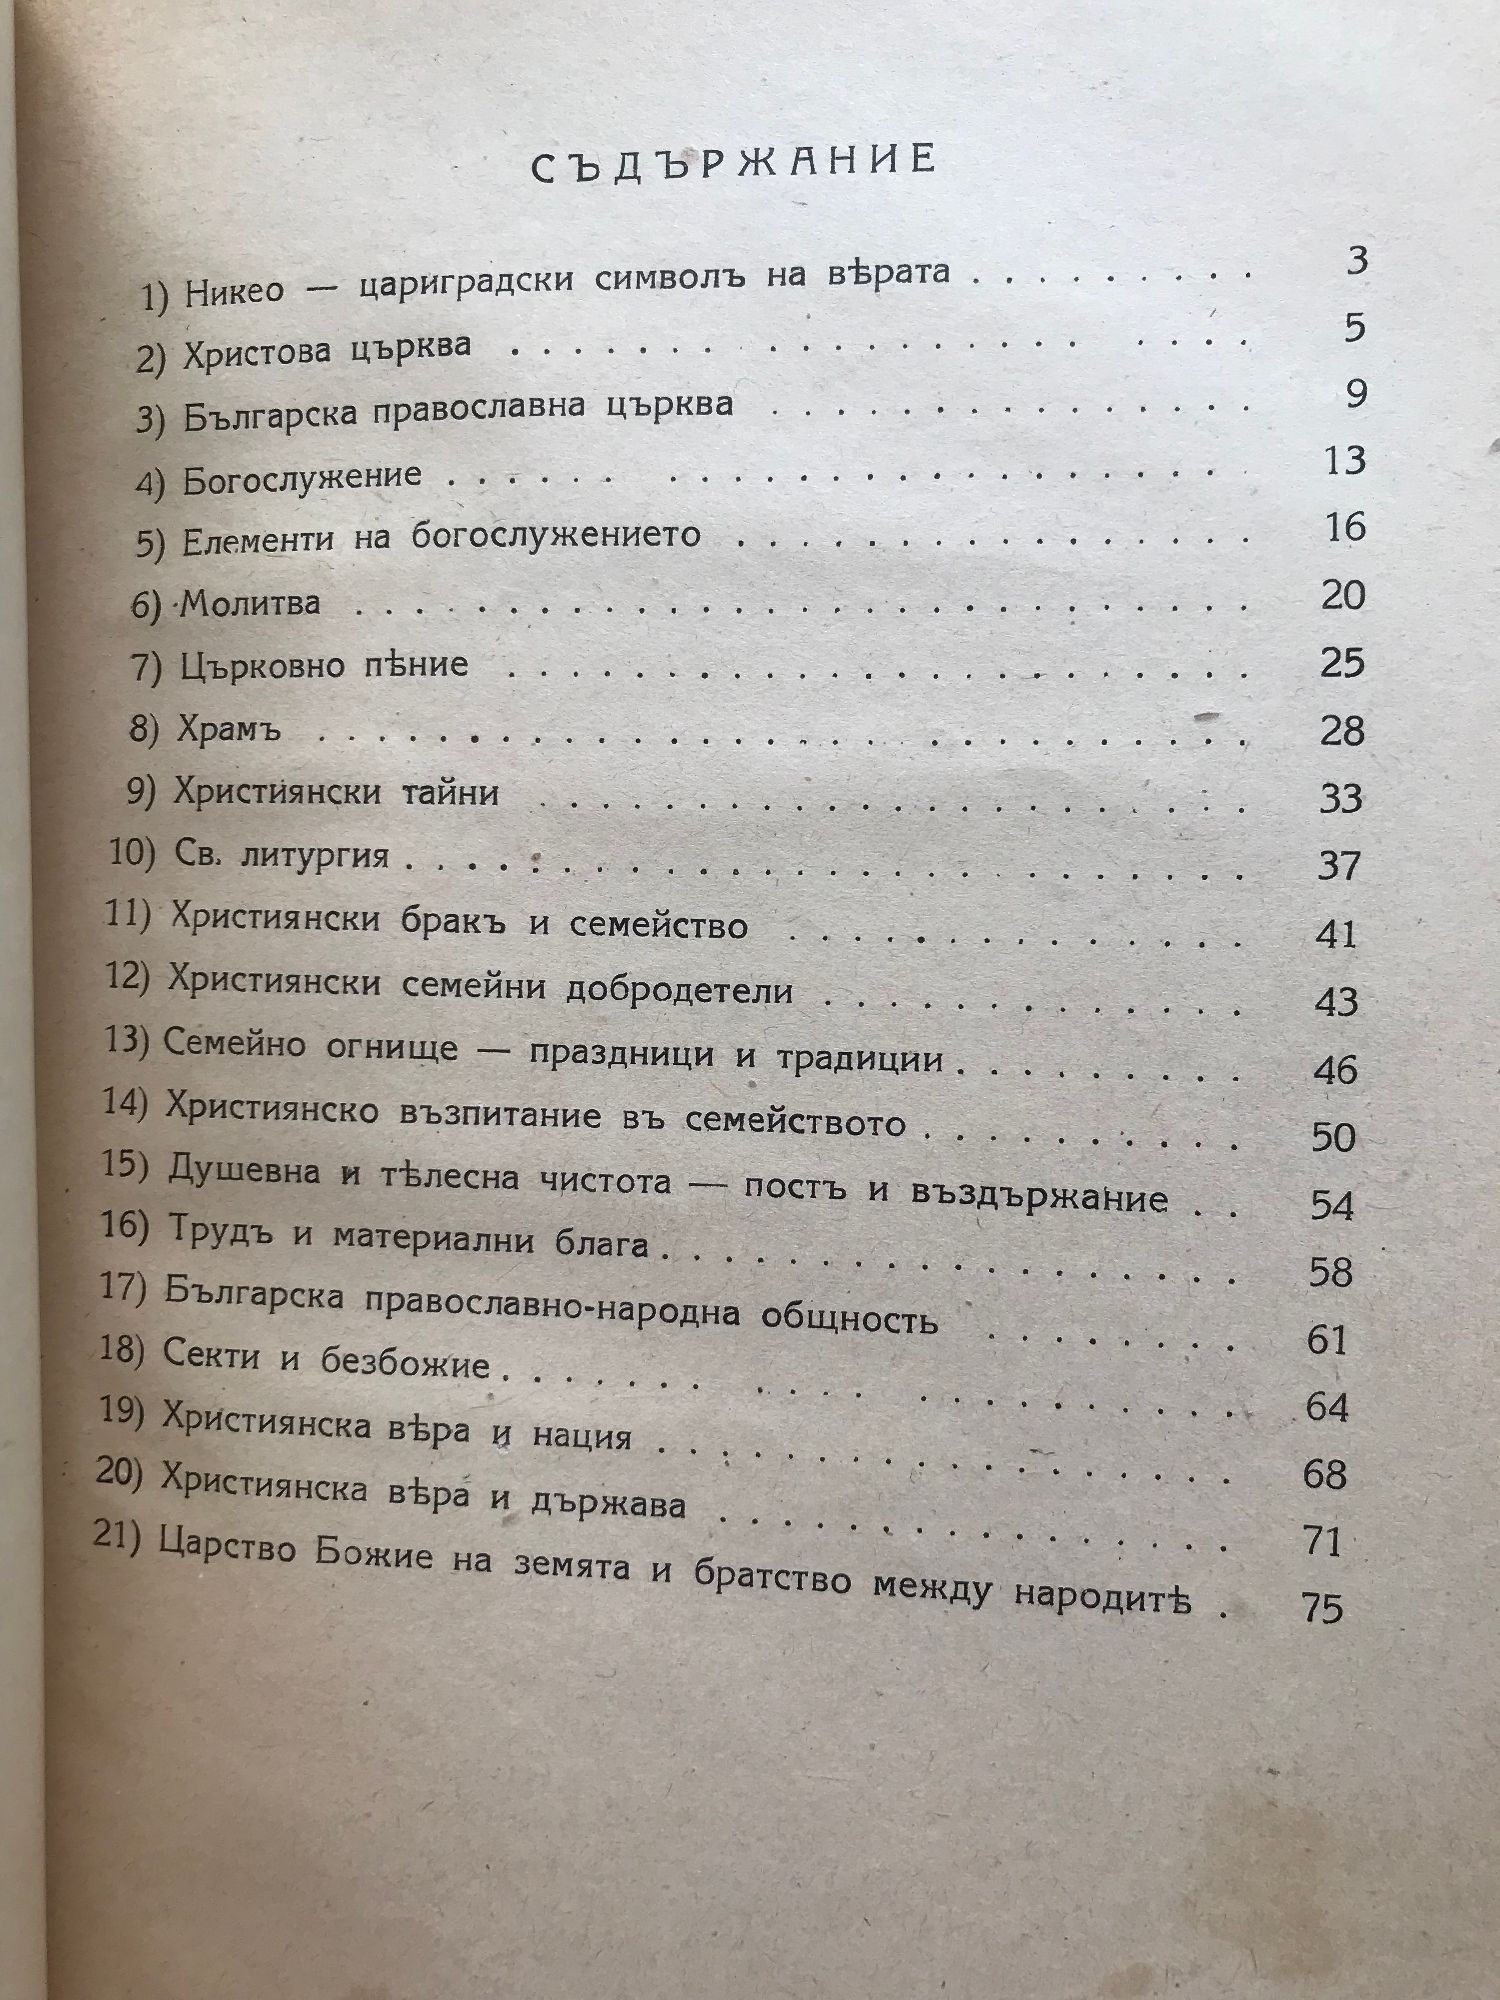 СЪДЪРЖАНИЕ
1) Никео — цариградски символъ на вѣрата . . . . . . . . . 3
2) Христова църква . . . . . . . . . . . . . . . . . . . . . 5
3) Българска православна църква . . . . . . . . . . . . . . . 9
4) Богослужение . . . . . . . . . . . . . . . . . . . . . . . 13
5) Елементи на богослужението . . . . . . . . . . . . . . . . 16
6) Молитва . . . . . . . . . . . . . . . . . . . . . . . . . . 20
7) Църковно пѣние . . . . . . . . . . . . . . . . . . . . . . 25
8) Храмъ . . . . . . . . . . . . . . . . . . . . . . . . . . . 28
9) Християнски тайни . . . . . . . . . . . . . . . . . . . . . 33
10) Св. литургия . . . . . . . . . . . . . . . . . . . . . . . 37
11) Християнски бракъ и семейство . . . . . . . . . . . . . . 41
12) Християнски семейни добродетели . . . . . . . . . . . . . 43
13) Семейно огнище — праздници и традиции . . . . . . . . . 46
14) Християнско възпитание въ семейството . . . . . . . . . . 50
15) Душевна и тѣлесна чистота — постъ и въздържание . . 54
16) Трудъ и материални блага . . . . . . . . . . . . . . . . . 58
17) Българска православно-народна общность . . . . . . . . 61
18) Секти и безбожие . . . . . . . . . . . . . . . . . . . . . 64
19) Християнска вѣра и нация . . . . . . . . . . . . . . . . . 68
20) Християнска вѣра и държава . . . . . . . . . . . . . . . . 71
21) Царство Божие на земята и братство между народитѣ . 75